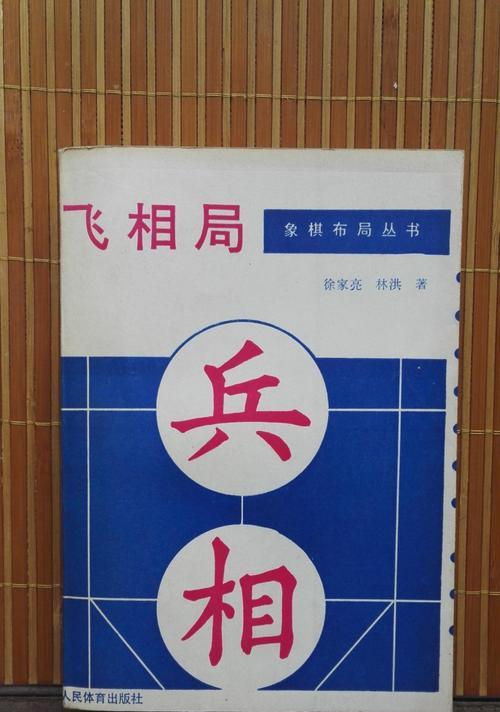 飞相局
象棋布局丛书
徐家亮 林洪 著
兵
相
人民体育出版社